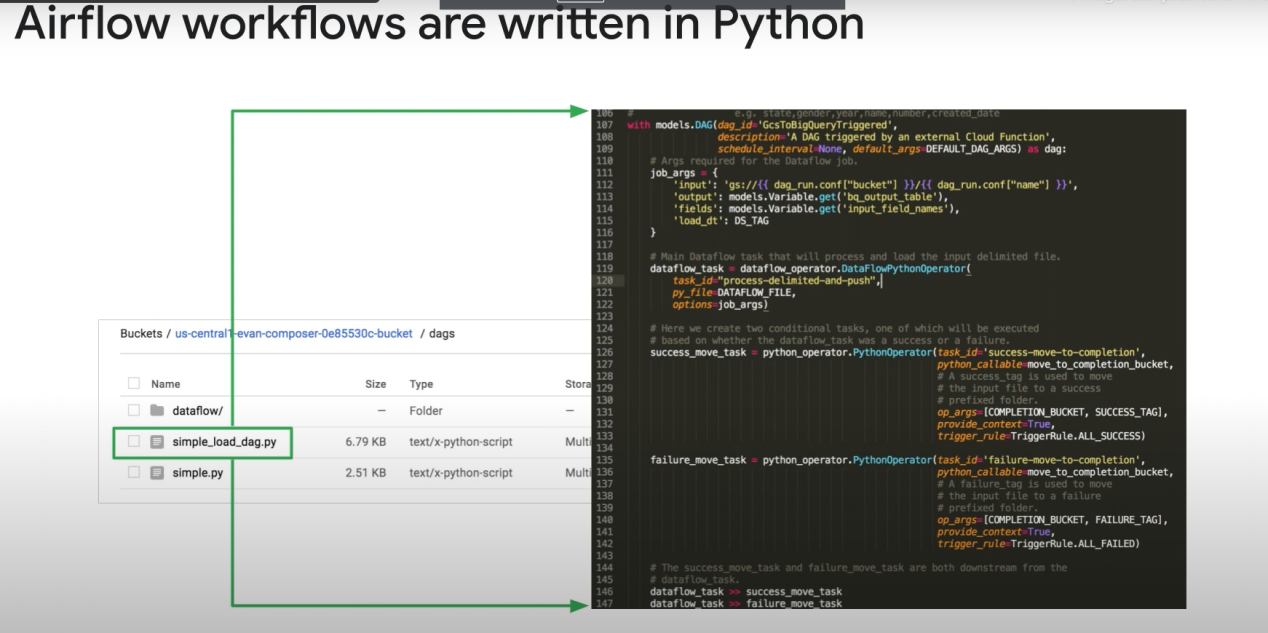 Airflow workflows are written in Python
Buckets / us-central1-evan-composer-0e85530c-bucket / dags
Name Size Type Stora
dataflow/ — Folder —
simple_load_dag.py 6.79 KB text/x-python-script Multi
simple.py 2.51 KB text/x-python-script Multi
106 # e.g. state,gender,year,name,number,created_date
107 with models.DAG(dag_id='GcsToBigQueryTriggered',
108 description='A DAG triggered by an external Cloud Function',
109 schedule_interval=None, default_args=DEFAULT_DAG_ARGS) as dag:
110 # Args required for the Dataflow job.
111 job_args = {
112 'input': 'gs://{{ dag_run.conf["bucket"] }}/{{ dag_run.conf["name"] }}',
113 'output': models.Variable.get('bq_output_table'),
114 'fields': models.Variable.get('input_field_names'),
115 'load_dt': DS_TAG
116 }
117
118 # Main Dataflow task that will process and load the input delimited file.
119 dataflow_task = dataflow_operator.DataFlowPythonOperator(
120 task_id="process-delimited-and-push",
121 py_file=DATAFLOW_FILE,
122 options=job_args)
123
124 # Here we create two conditional tasks, one of which will be executed
125 # based on whether the dataflow_task was a success or a failure.
126 success_move_task = python_operator.PythonOperator(task_id='success-move-to-completion',
127 python_callable=move_to_completion_bucket,
128 # A success_tag is used to move
129 # the input file to a success
130 # prefixed folder.
131 op_args=[COMPLETION_BUCKET, SUCCESS_TAG],
132 provide_context=True,
133 trigger_rule=TriggerRule.ALL_SUCCESS)
134
135 failure_move_task = python_operator.PythonOperator(task_id='failure-move-to-completion',
136 python_callable=move_to_completion_bucket,
137 # A failure_tag is used to move
138 # the input file to a failure
139 # prefixed folder.
140 op_args=[COMPLETION_BUCKET, FAILURE_TAG],
141 provide_context=True,
142 trigger_rule=TriggerRule.ALL_FAILED)
143
144 # The success_move_task and failure_move_task are both downstream from the
145 # dataflow_task.
146 dataflow_task >> success_move_task
147 dataflow_task >> failure_move_task